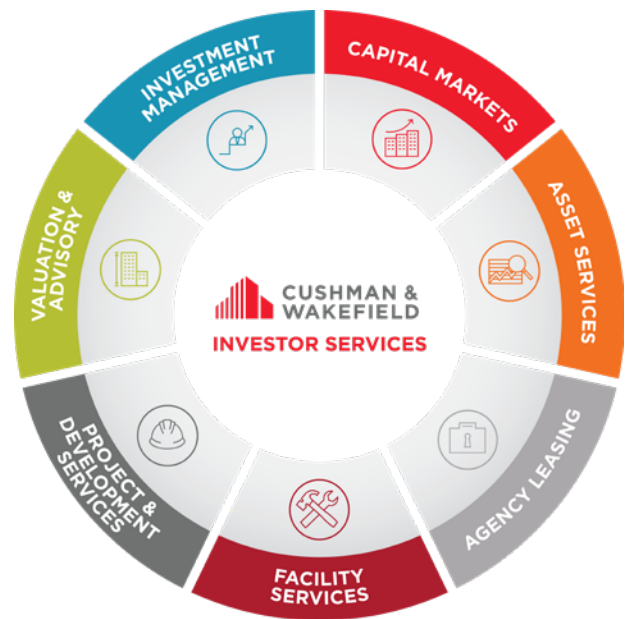 INVESTMENT
MANAGEMENT
CAPITAL MARKETS
ASSET SERVICES
AGENCY LEASING
FACILITY
SERVICES
PROJECT &
DEVELOPMENT
SERVICES
VALUATION &
ADVISORY
CUSHMAN &
WAKEFIELD
INVESTOR SERVICES